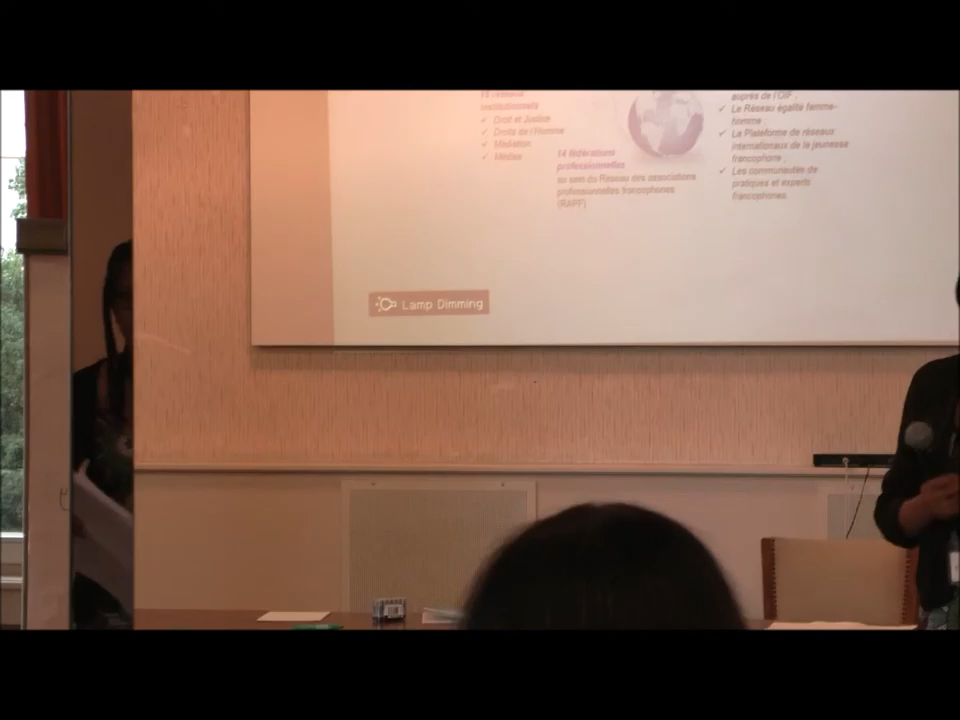 institutionnels
✓ Droit et Justice
✓ Droits de l'Homme
✓ Médiation
✓ Médias
14 fédérations
professionnelles
au sein du Réseau des associations
professionnelles francophones
(RAPF)
auprès de l'OIF ;
✓ Le Réseau égalité femme-
homme ;
✓ La Plateforme de réseaux
internationaux de la jeunesse
francophone ;
✓ Les communautés de
pratiques et experts
francophones.
Lamp Dimming